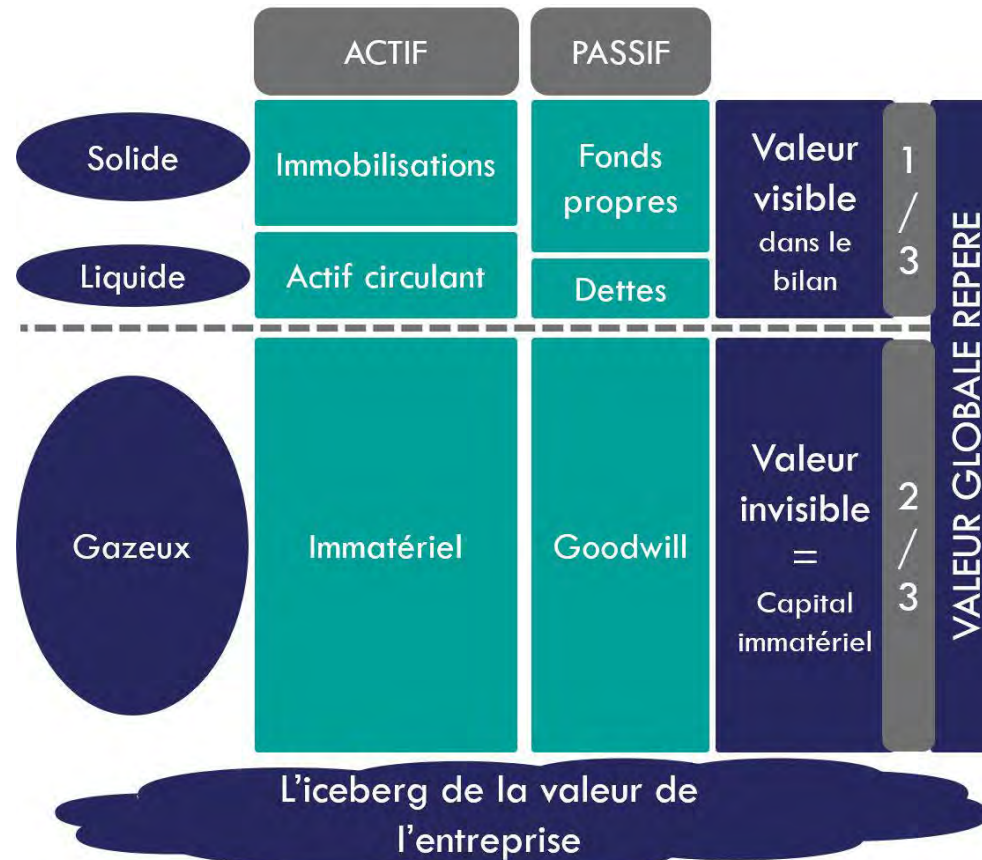 ACTIF
PASSIF
Solide
Immobilisations
Fonds
propres
Valeur
visible
dans le
bilan
1
/
3
Liquide
Actif circulant
Dettes
VALEUR GLOBALE REPERE
Gazeux
Immatériel
Goodwill
Valeur
invisible
=
Capital
immatériel
2
/
3
L'iceberg de la valeur de
l'entreprise